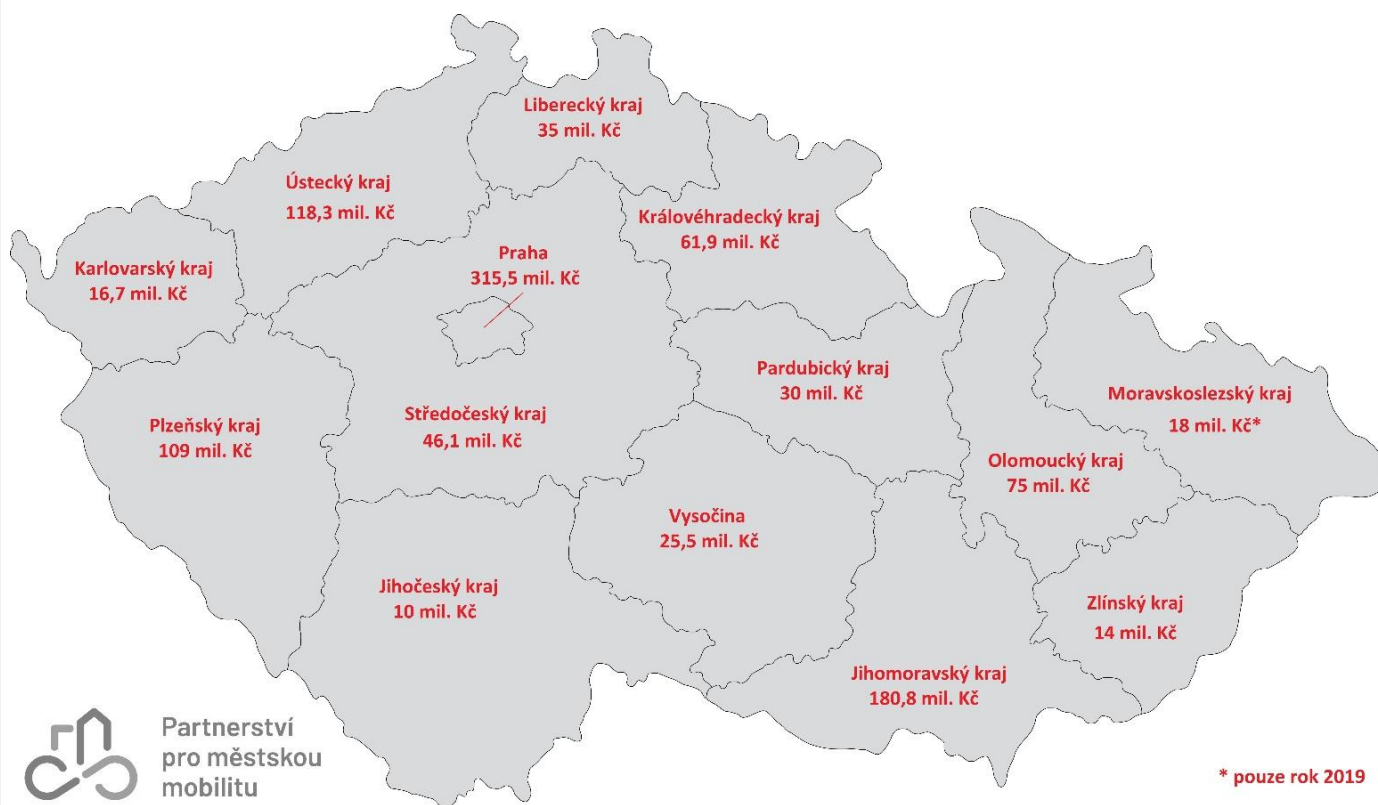 Liberecký kraj
35 mil. Kč
Ústecký kraj
118,3 mil. Kč
Královéhradecký kraj
61,9 mil. Kč
Karlovarský kraj
16,7 mil. Kč
Praha
315,5 mil. Kč
Pardubický kraj
30 mil. Kč
Moravskoslezský kraj
18 mil. Kč*
Plzeňský kraj
109 mil. Kč
Středočeský kraj
46,1 mil. Kč
Olomoucký kraj
75 mil. Kč
Vysočina
25,5 mil. Kč
Jihočeský kraj
10 mil. Kč
Zlínský kraj
14 mil. Kč
Jihomoravský kraj
180,8 mil. Kč
Partnerství
pro městskou
mobilitu
* pouze rok 2019